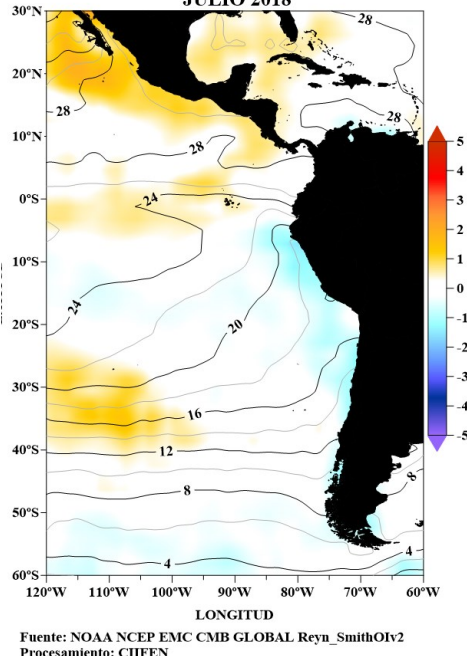 JULIO 2018
30°N
20°N
10°N
0°N
10°S
20°S
30°S
40°S
50°S
60°S
120°W 110°W 100°W 90°W 80°W 70°W 60°W
LONGITUD
28
28
28
28
24
24
20
16
12
8
8
4
4
5
4
3
2
1
0
-1
-2
-3
-4
-5
Fuente: NOAA NCEP EMC CMB GLOBAL Reyn_SmithOIv2
Procesamiento: CIIFEN